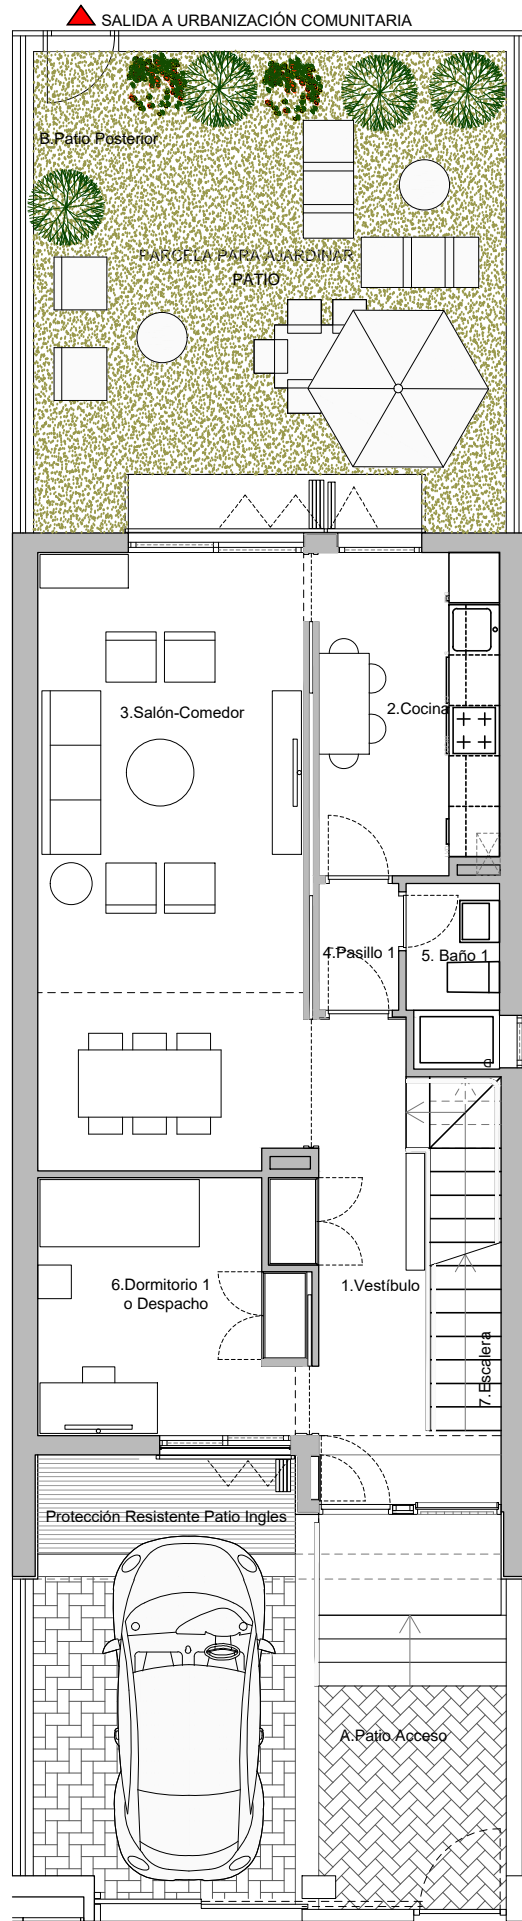 SALIDA A URBANIZACIÓN COMUNITARIA
B.Patio Posterior
PARCELA PARA AJARDINAR
PATIO
2.Cocina
3.Salón-Comedor
4.Pasillo 1
5. Baño 1
6.Dormitorio 1
o Despacho
1.Vestíbulo
7.Escalera
Protección Resistente Patio Ingles
A.Patio Acceso